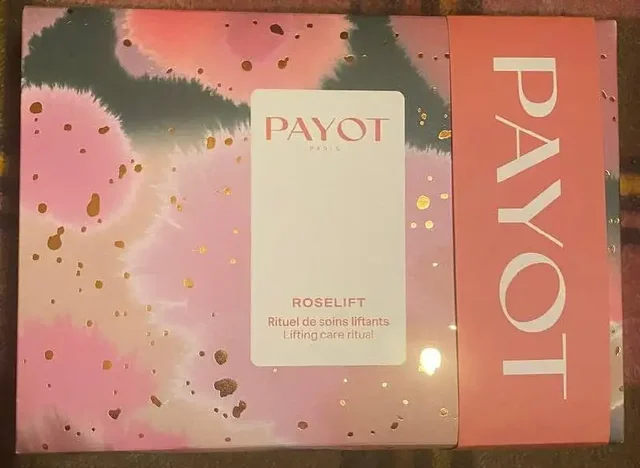 PAYOT
PARIS
ROSELIFT
Rituel de soins liftants
Lifting care ritual
PAYOT